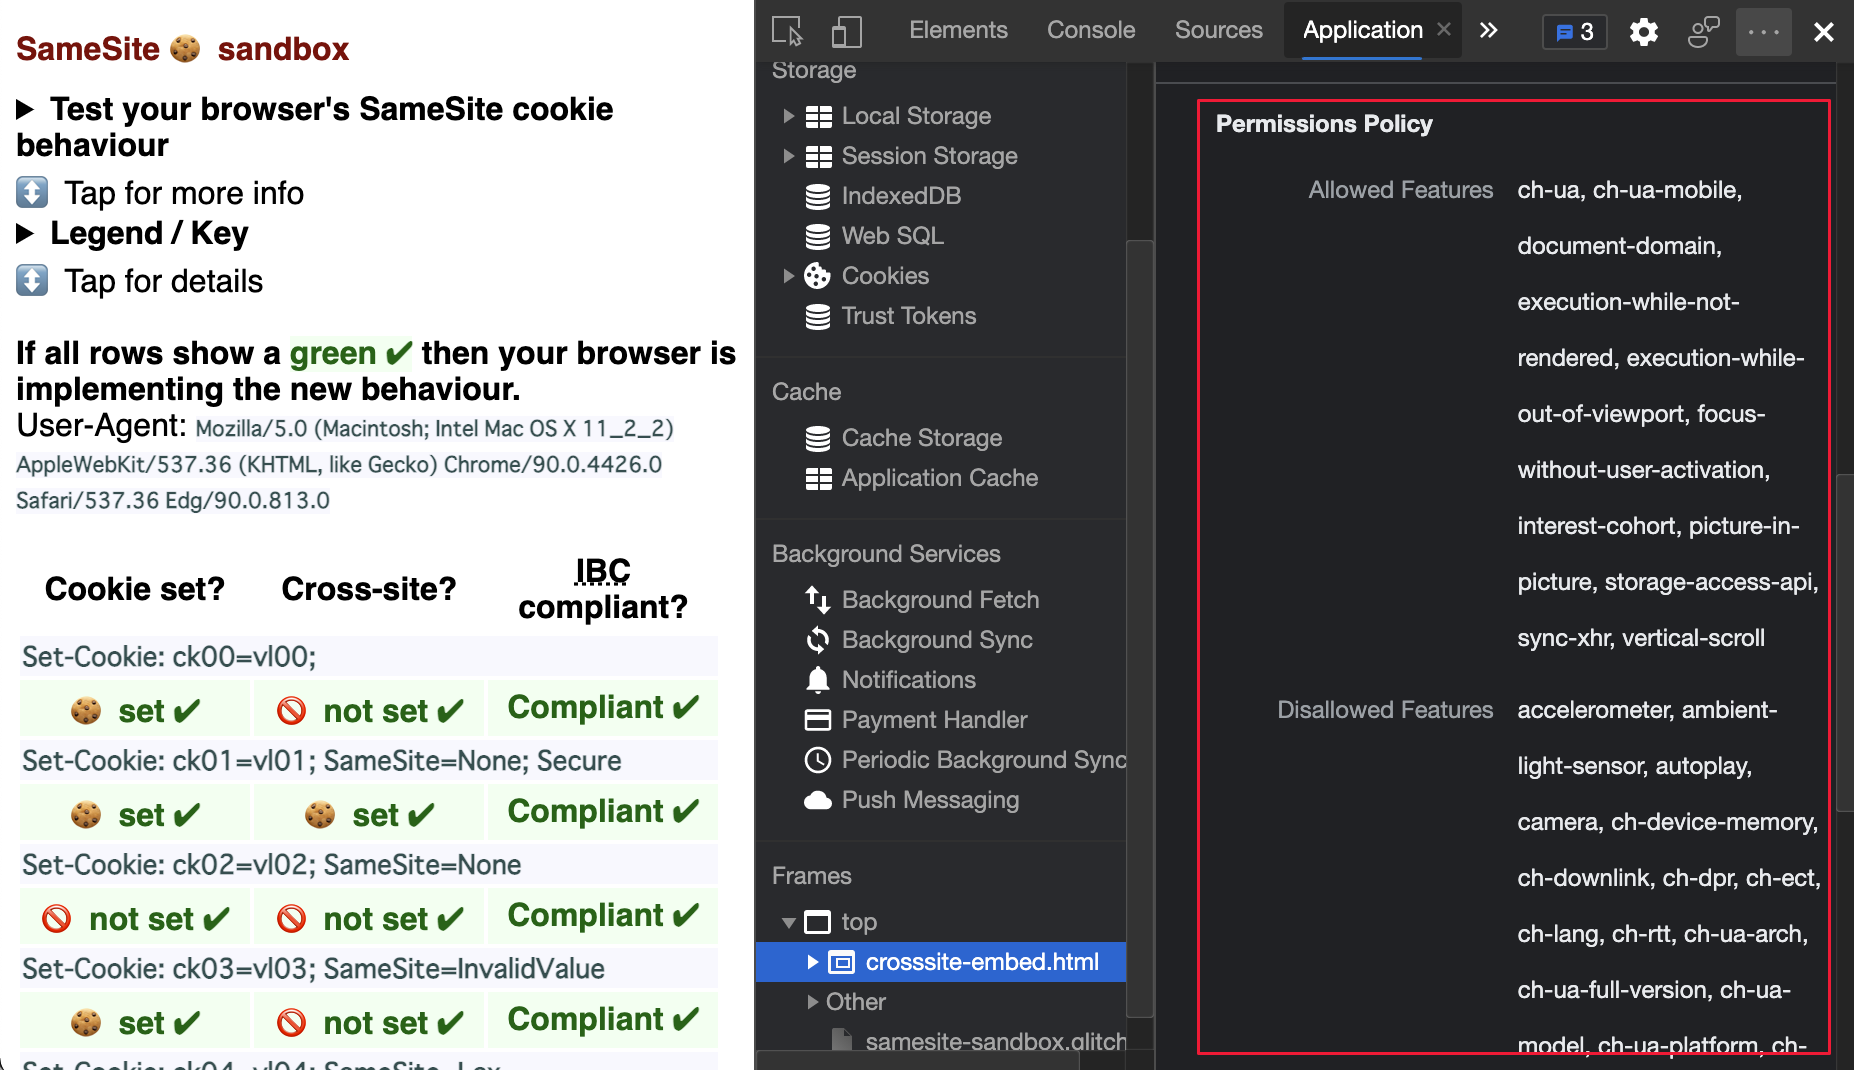 SameSite sandbox
Test your browser's SameSite cookie
behaviour
Tap for more info
Legend / Key
Tap for details
If all rows show a green ✔ then your browser is
implementing the new behaviour.
User-Agent: Mozilla/5.0 (Macintosh; Intel Mac OS X 11_2_2)
AppleWebKit/537.36 (KHTML, like Gecko) Chrome/90.0.4426.0
Safari/537.36 Edg/90.0.813.0
Cookie set? Cross-site? IBC compliant?
Set-Cookie: ck00=vl00;
set ✔ not set ✔ Compliant ✔
Set-Cookie: ck01=vl01; SameSite=None; Secure
set ✔ set ✔ Compliant ✔
Set-Cookie: ck02=vl02; SameSite=None
not set ✔ not set ✔ Compliant ✔
Set-Cookie: ck03=vl03; SameSite=InvalidValue
set ✔ not set ✔ Compliant ✔
Set-Cookie: ck04=vl04; SameSite=Lax
Elements Console Sources Application × » 3
Storage
Local Storage
Session Storage
IndexedDB
Web SQL
Cookies
Trust Tokens
Cache
Cache Storage
Application Cache
Background Services
Background Fetch
Background Sync
Notifications
Payment Handler
Periodic Background Sync
Push Messaging
Frames
top
crosssite-embed.html
Other
samesite-sandbox.glitch
Permissions Policy
Allowed Features ch-ua, ch-ua-mobile,
document-domain,
execution-while-not-
rendered, execution-while-
out-of-viewport, focus-
without-user-activation,
interest-cohort, picture-in-
picture, storage-access-api,
sync-xhr, vertical-scroll
Disallowed Features accelerometer, ambient-
light-sensor, autoplay,
camera, ch-device-memory,
ch-downlink, ch-dpr, ch-ect,
ch-lang, ch-rtt, ch-ua-arch,
ch-ua-full-version, ch-ua-
model, ch-ua-platform, ch-